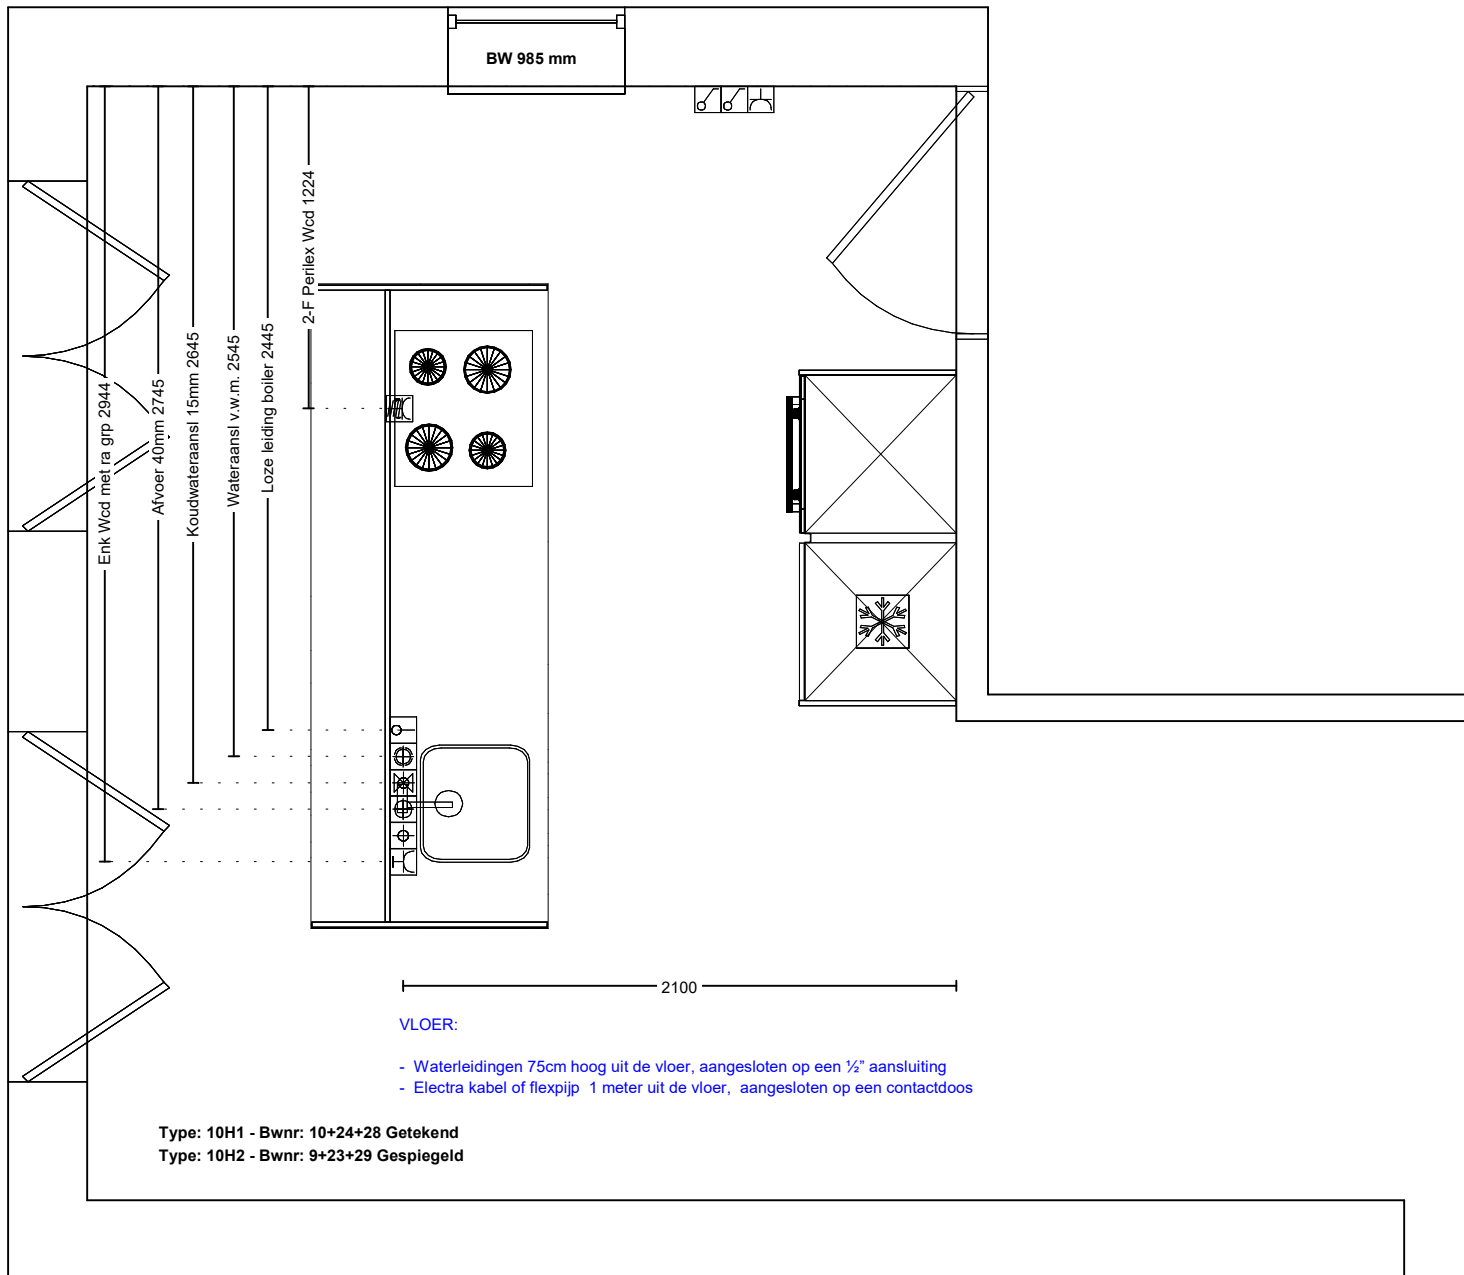 BW 985 mm
2-F Perilex Wcd 1224
Loze leiding boiler 2445
Wateraansl v.w.m. 2545
Koudwateraansl 15mm 2645
Afvoer 40mm 2745
Enk Wcd met ra grp 2944
2100
VLOER:
- Waterleidingen 75cm hoog uit de vloer, aangesloten op een ½" aansluiting
- Electra kabel of flexpijp 1 meter uit de vloer, aangesloten op een contactdoos
Type: 10H1 - Bwnr: 10+24+28 Getekend
Type: 10H2 - Bwnr: 9+23+29 Gespiegeld